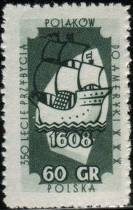 350-LECIE PRZYBYCIA
POLAKÓW
DO AMERYKI
1608
60 GR
POLSKA